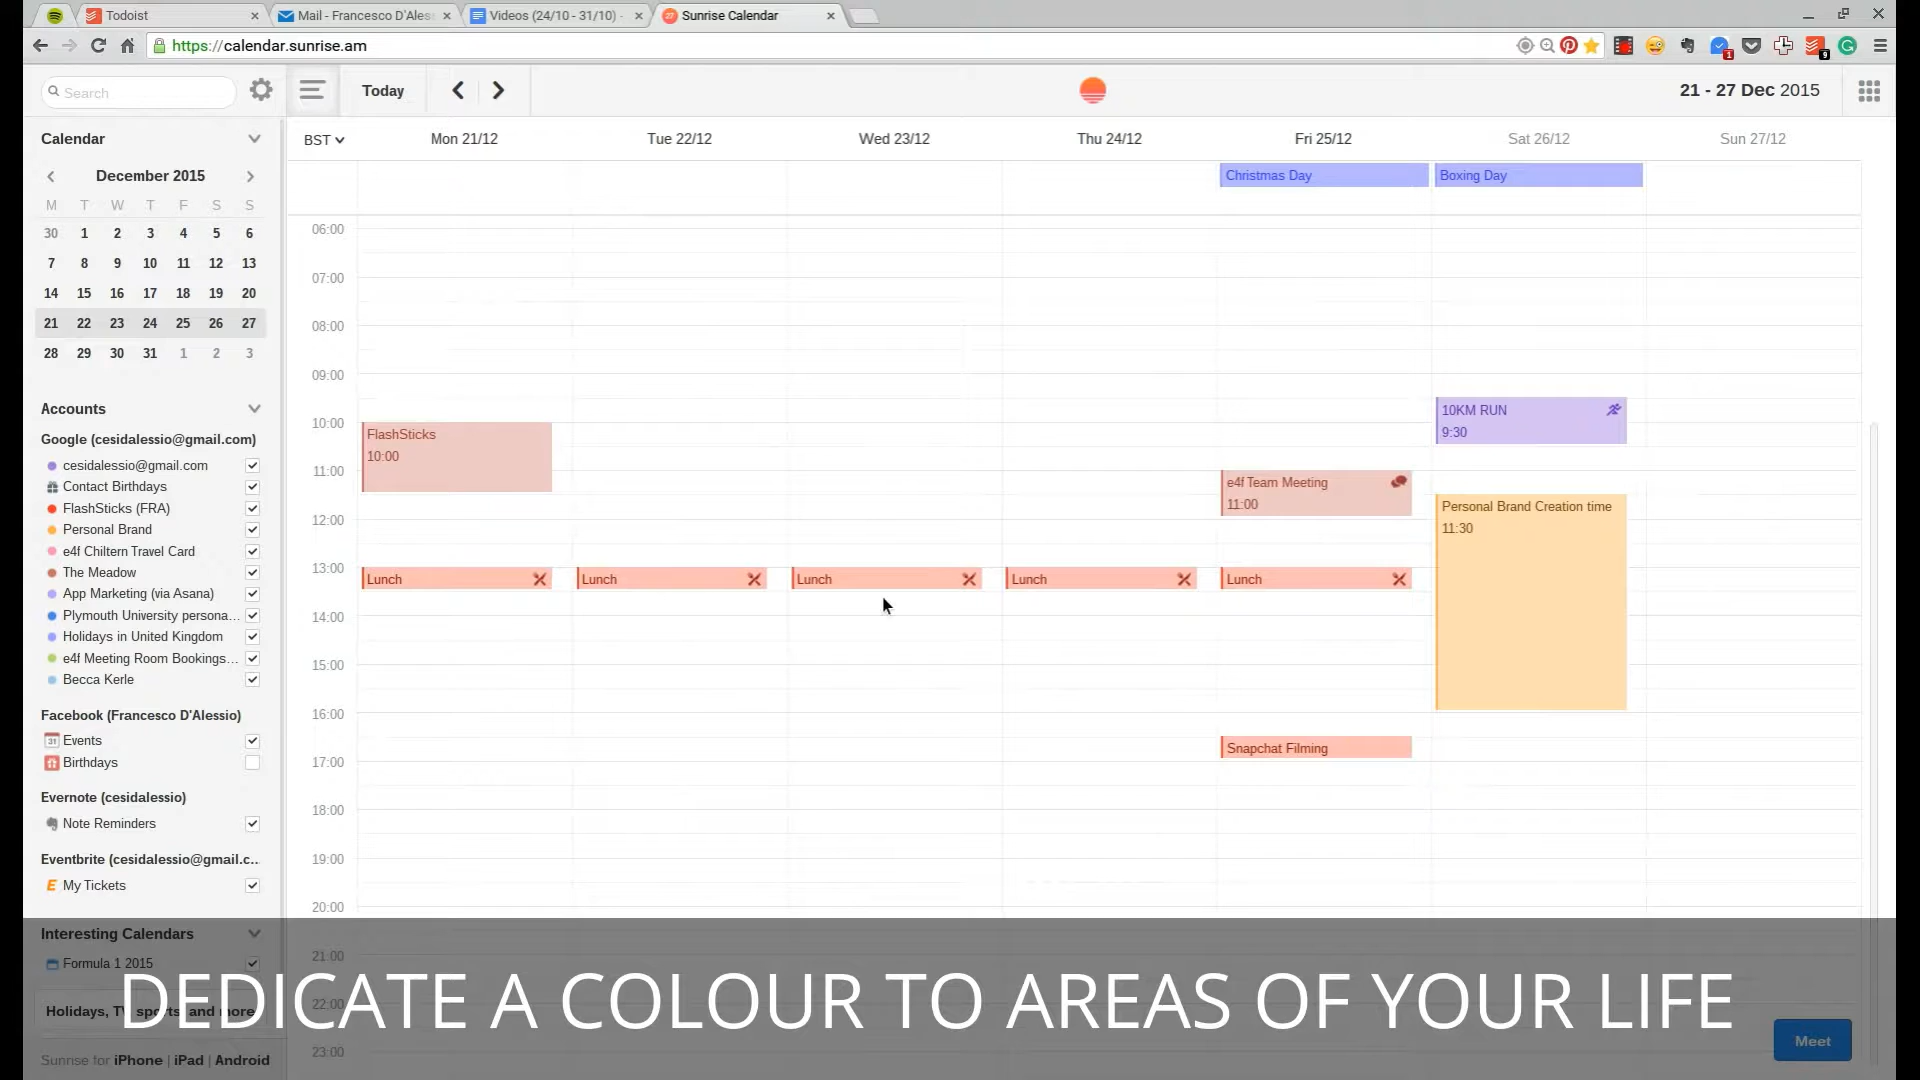 Todoist
Mail - Francesco D'Ales
Videos (24/10 - 31/10) -
Sunrise Calendar
https://calendar.sunrise.am
1
9
Search
Today
21 - 27 Dec 2015
Calendar
BST
Mon 21/12
Tue 22/12
Wed 23/12
Thu 24/12
Fri 25/12
Sat 26/12
Sun 27/12
December 2015
Christmas Day
Boxing Day
M T W T F S S
30 1 2 3 4 5 6
7 8 9 10 11 12 13
14 15 16 17 18 19 20
21 22 23 24 25 26 27
28 29 30 31 1 2 3
Accounts
Google (cesidalessio@gmail.com)
cesidalessio@gmail.com
Contact Birthdays
FlashSticks (FRA)
Personal Brand
e4f Chiltern Travel Card
The Meadow
App Marketing (via Asana)
Plymouth University persona...
Holidays in United Kingdom
e4f Meeting Room Bookings...
Becca Kerle
Facebook (Francesco D'Alessio)
31 Events
Birthdays
Evernote (cesidalessio)
Note Reminders
Eventbrite (cesidalessio@gmail.c...
E My Tickets
Interesting Calendars
Formula 1 2015
Holidays, TV, sports, and more
Sunrise for iPhone | iPad | Android
06:00
07:00
08:00
09:00
10:00
11:00
12:00
13:00
14:00
15:00
16:00
17:00
18:00
19:00
20:00
21:00
22:00
23:00
FlashSticks
10:00
Lunch
Lunch
Lunch
Lunch
e4f Team Meeting
11:00
Lunch
Snapchat Filming
10KM RUN
9:30
Personal Brand Creation time
11:30
DEDICATE A COLOUR TO AREAS OF YOUR LIFE
Meet